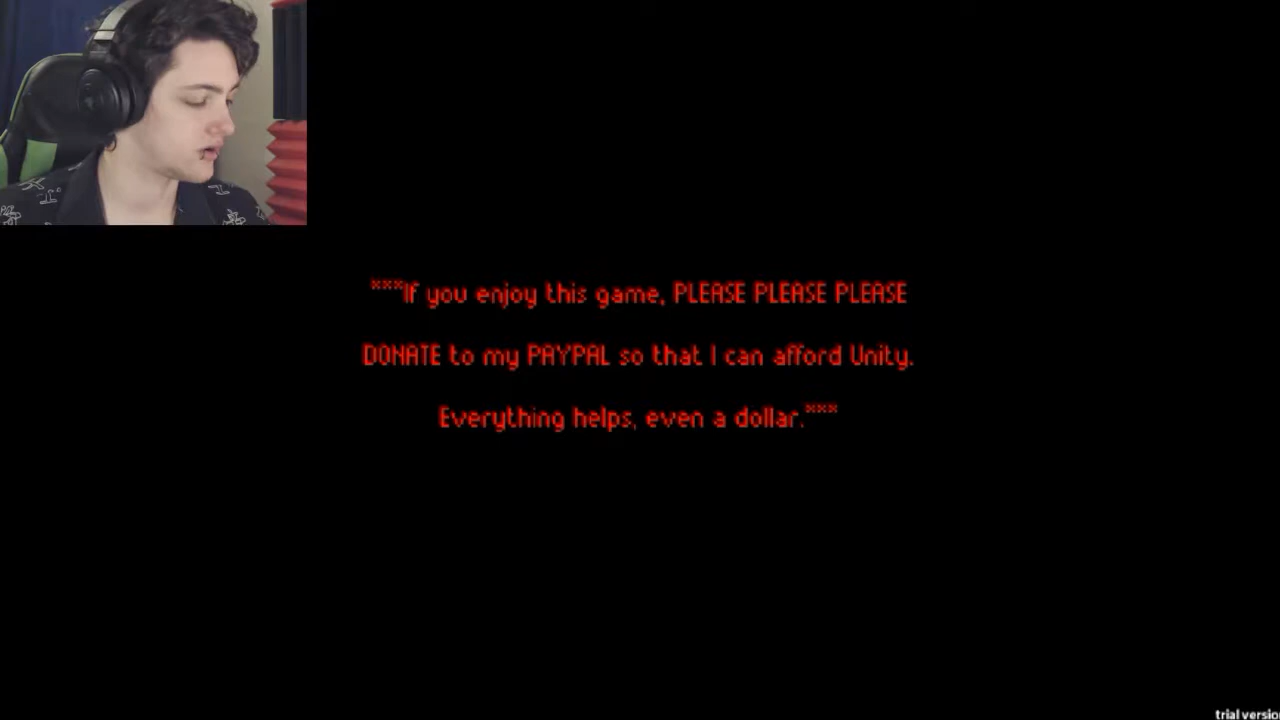 ***If you enjoy this game, PLEASE PLEASE PLEASE
DONATE to my PAYPAL so that I can afford Unity.
Everything helps, even a dollar.***
trial versio